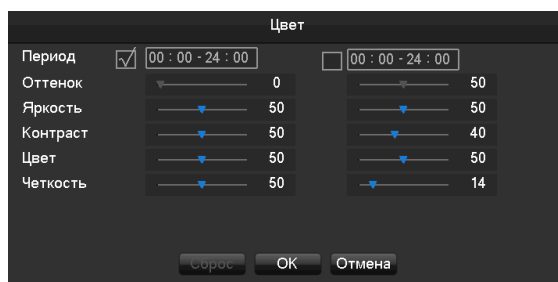 Цвет
Период 00 : 00 - 24 : 00 00 : 00 - 24 : 00
Оттенок 0 50
Яркость 50 50
Контраст 50 40
Цвет 50 50
Четкость 50 14
Сброс OK Отмена